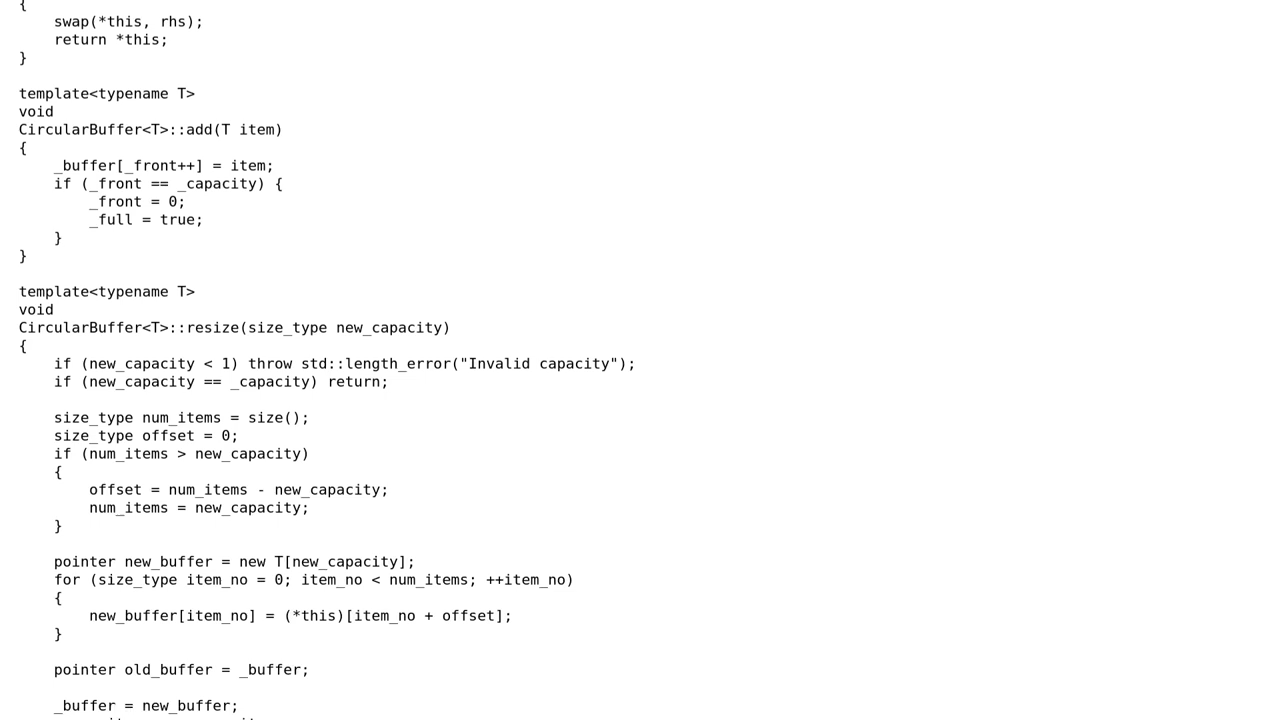 {
    swap(*this, rhs);
    return *this;
}

template<typename T>
void
CircularBuffer<T>::add(T item)
{
    _buffer[_front++] = item;
    if (_front == _capacity) {
        _front = 0;
        _full = true;
    }
}

template<typename T>
void
CircularBuffer<T>::resize(size_type new_capacity)
{
    if (new_capacity < 1) throw std::length_error("Invalid capacity");
    if (new_capacity == _capacity) return;

    size_type num_items = size();
    size_type offset = 0;
    if (num_items > new_capacity)
    {
        offset = num_items - new_capacity;
        num_items = new_capacity;
    }

    pointer new_buffer = new T[new_capacity];
    for (size_type item_no = 0; item_no < num_items; ++item_no)
    {
        new_buffer[item_no] = (*this)[item_no + offset];
    }

    pointer old_buffer = _buffer;

    _buffer = new_buffer;